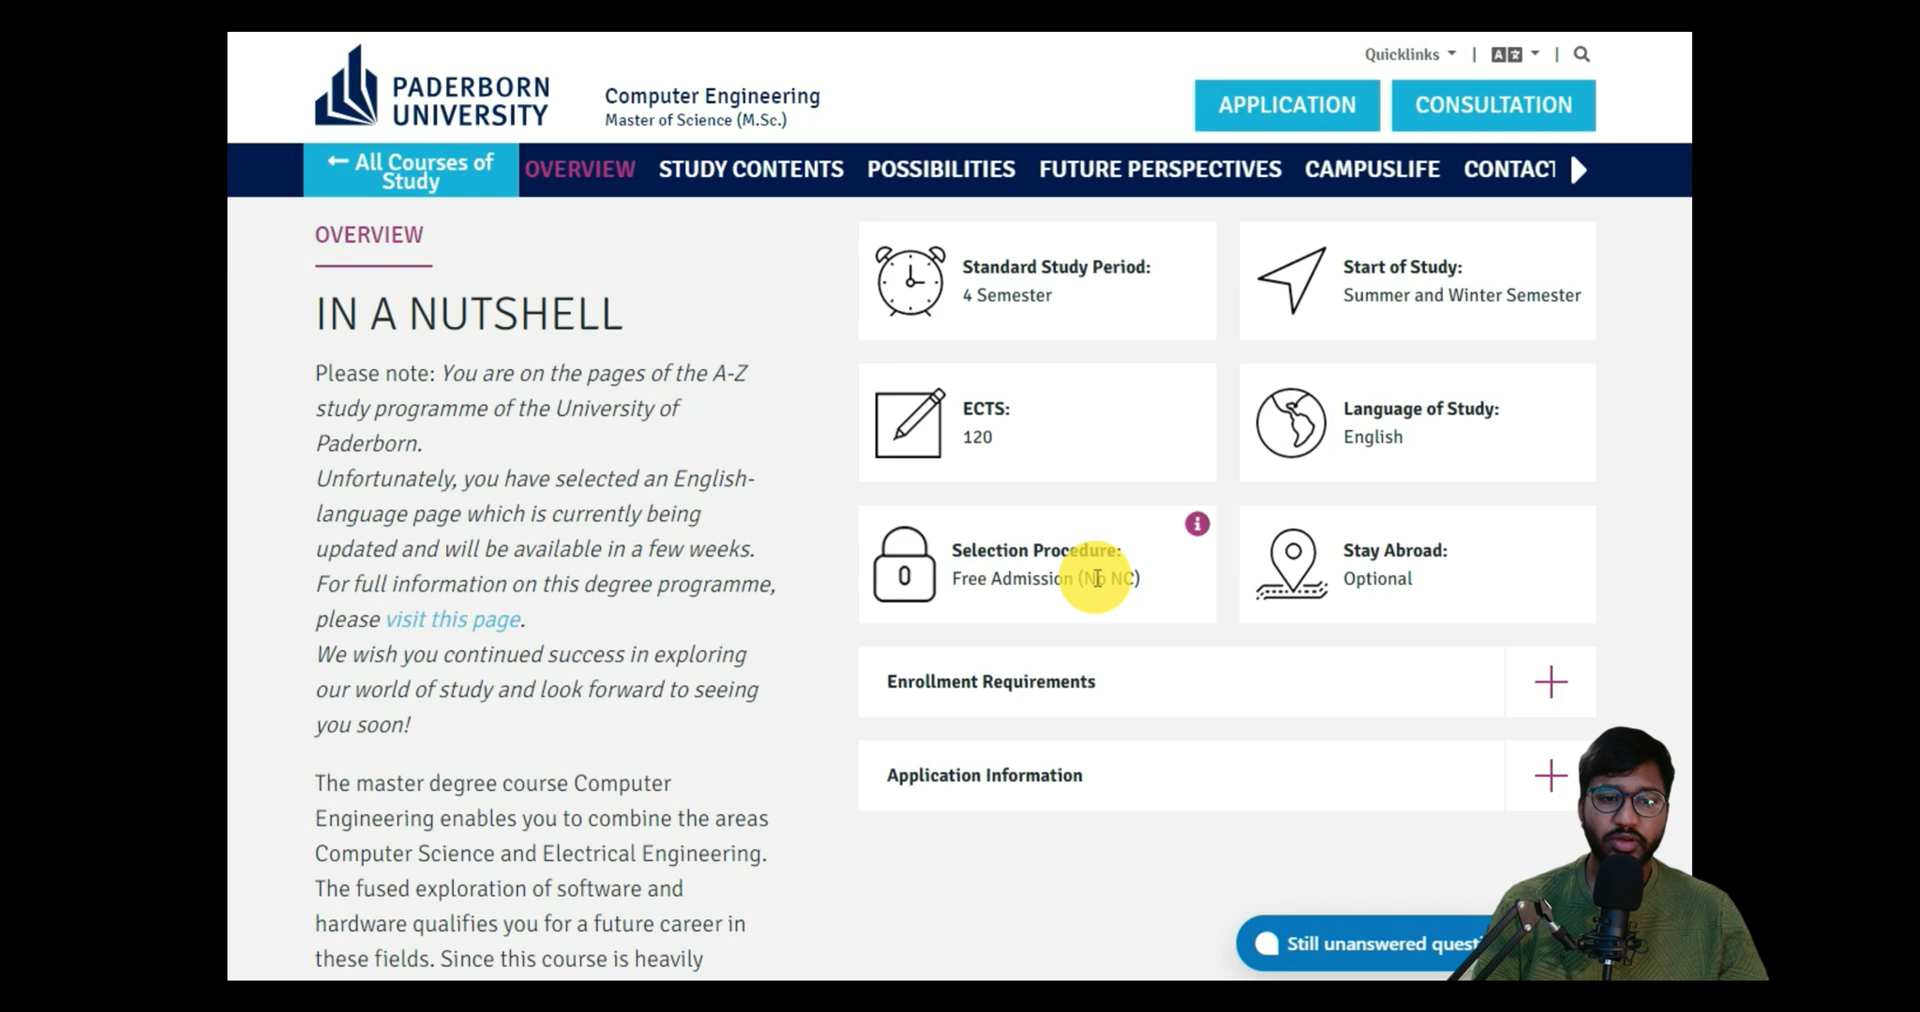 Quicklinks | A | 
PADERBORN
UNIVERSITY
Computer Engineering
Master of Science (M.Sc.)
APPLICATION
CONSULTATION
← All Courses of
Study
OVERVIEW
STUDY CONTENTS
POSSIBILITIES
FUTURE PERSPECTIVES
CAMPUSLIFE
CONTACT
OVERVIEW
IN A NUTSHELL
Please note: You are on the pages of the A-Z
study programme of the University of
Paderborn.
Unfortunately, you have selected an English-
language page which is currently being
updated and will be available in a few weeks.
For full information on this degree programme,
please visit this page.
We wish you continued success in exploring
our world of study and look forward to seeing
you soon!
The master degree course Computer
Engineering enables you to combine the areas
Computer Science and Electrical Engineering.
The fused exploration of software and
hardware qualifies you for a future career in
these fields. Since this course is heavily
Standard Study Period:
4 Semester
Start of Study:
Summer and Winter Semester
ECTS:
120
Language of Study:
English
Selection Procedure:
Free Admission (No NC)
Stay Abroad:
Optional
Enrollment Requirements
Application Information
Still unanswered questi